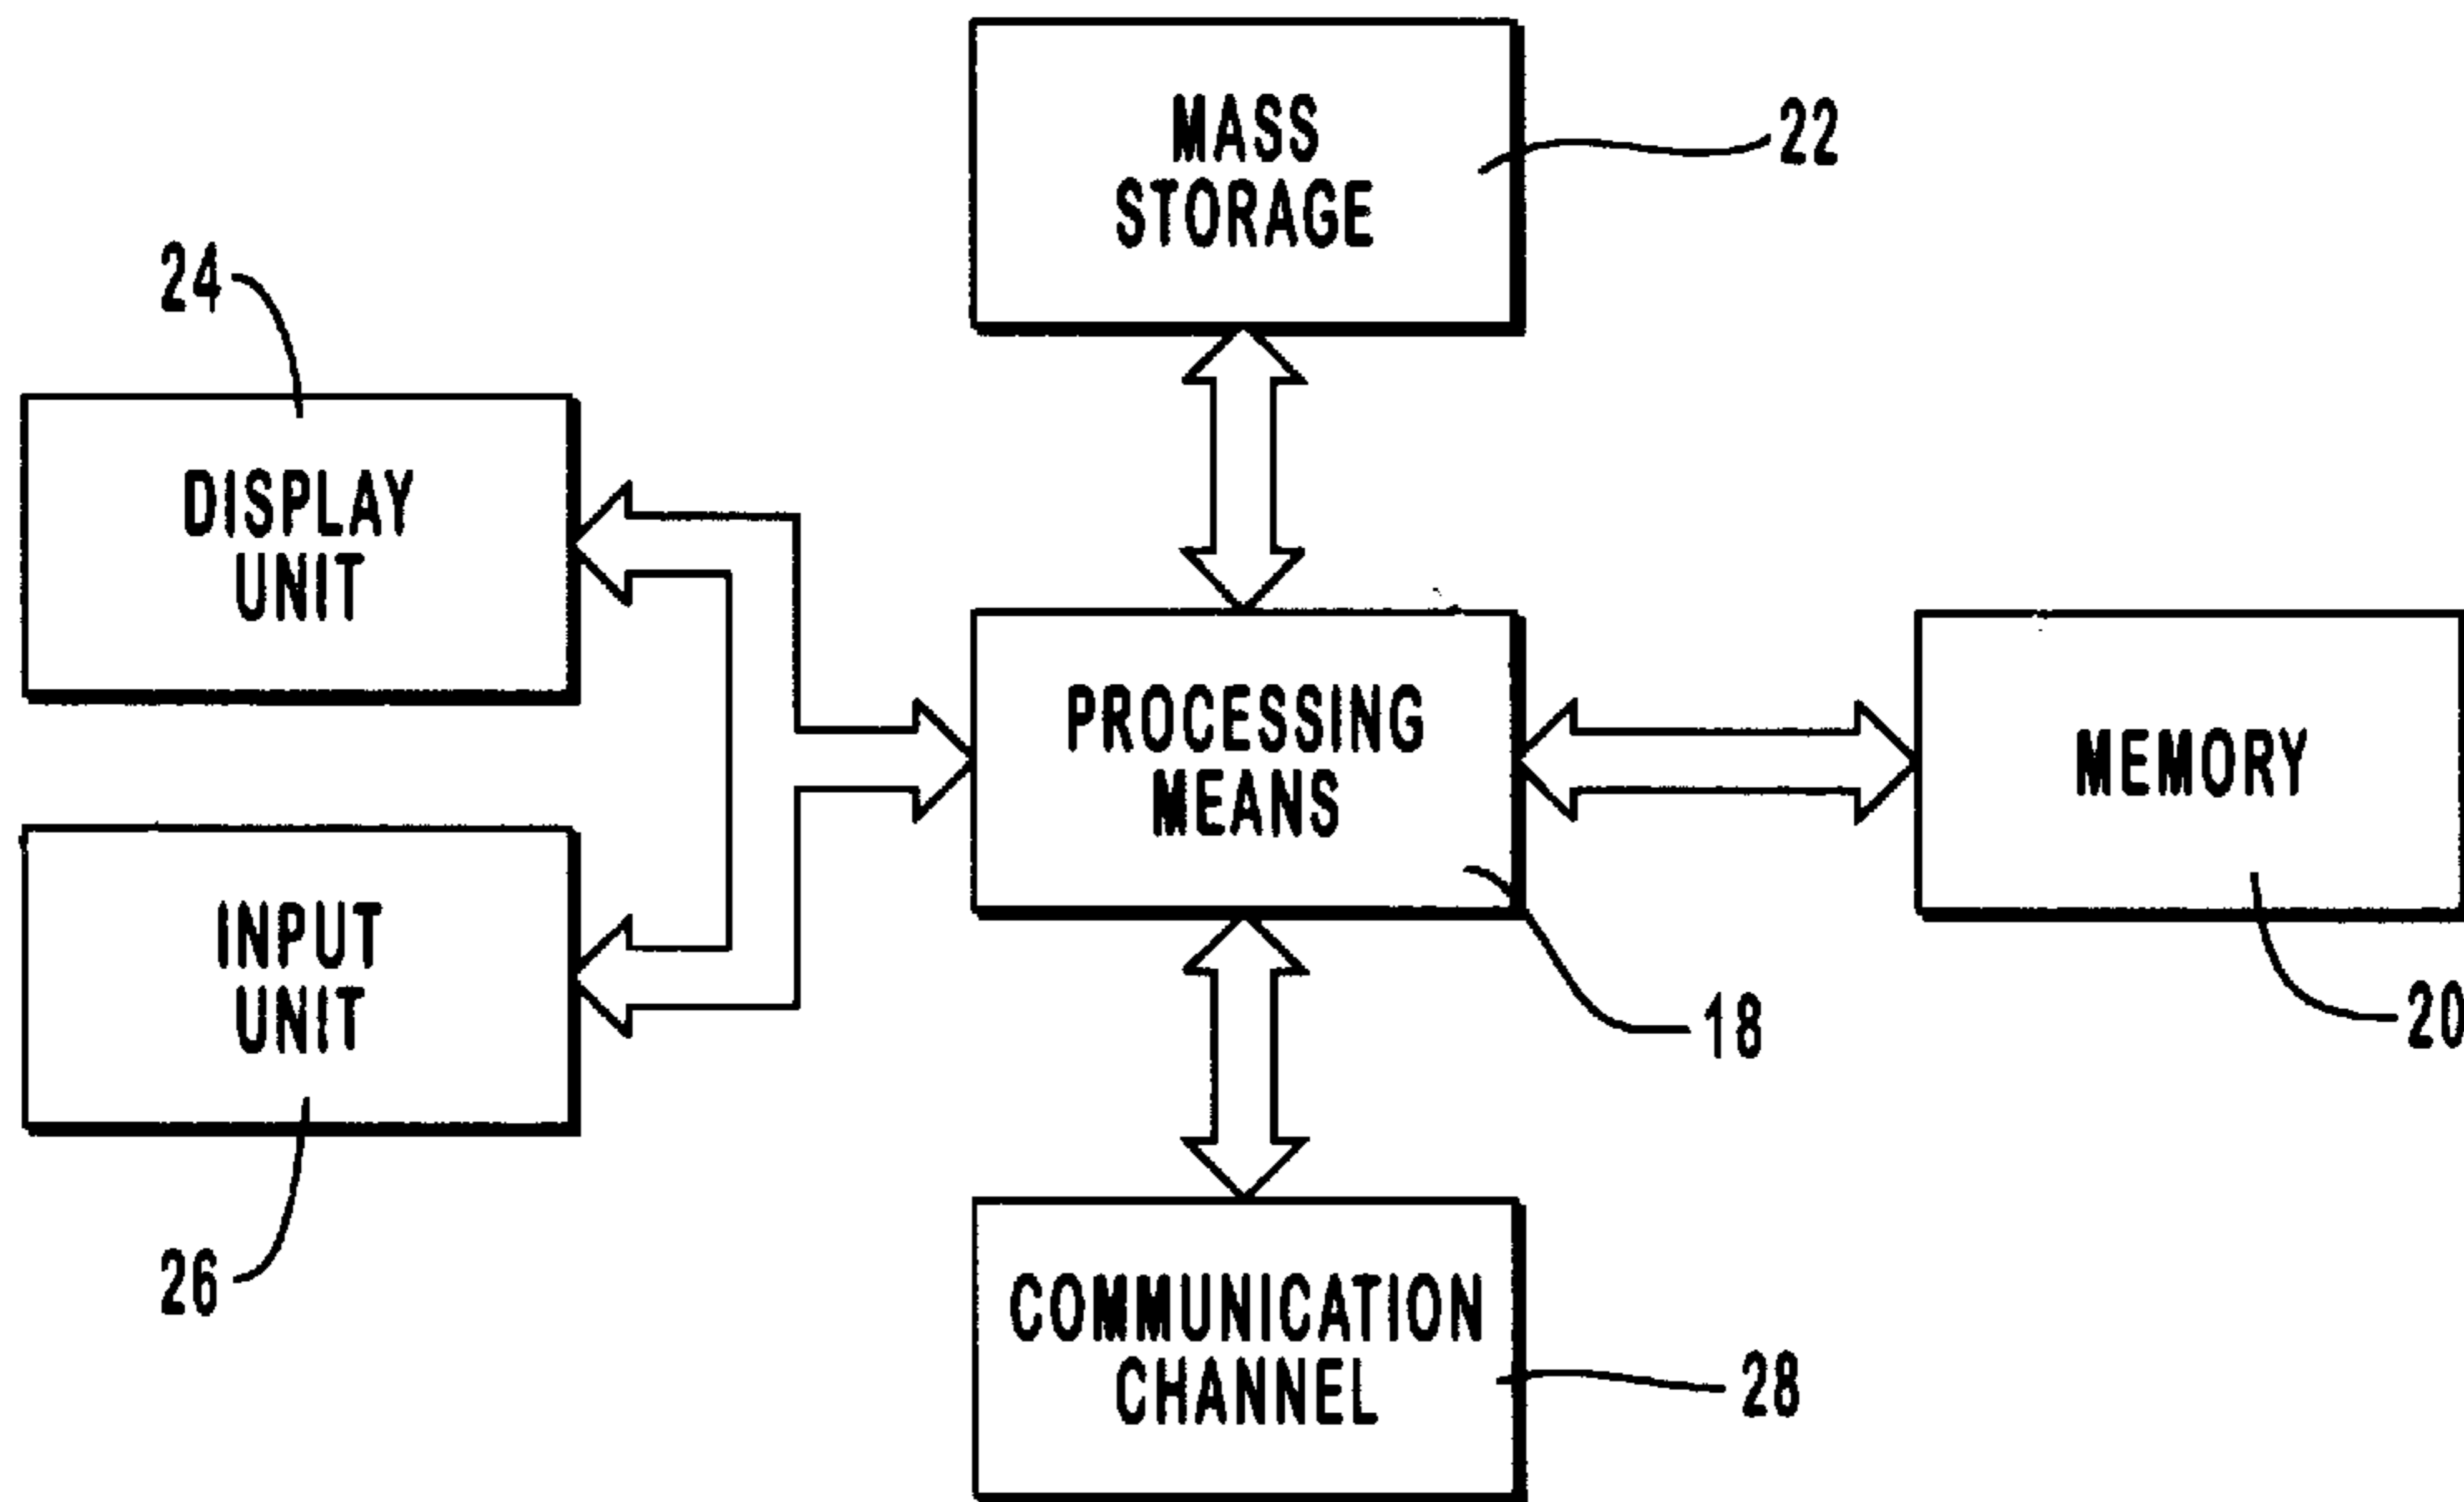 MASS
STORAGE
22
24
DISPLAY
UNIT
PROCESSING
MEANS
MEMORY
INPUT
UNIT
18
20
26
COMMUNICATION
CHANNEL
28